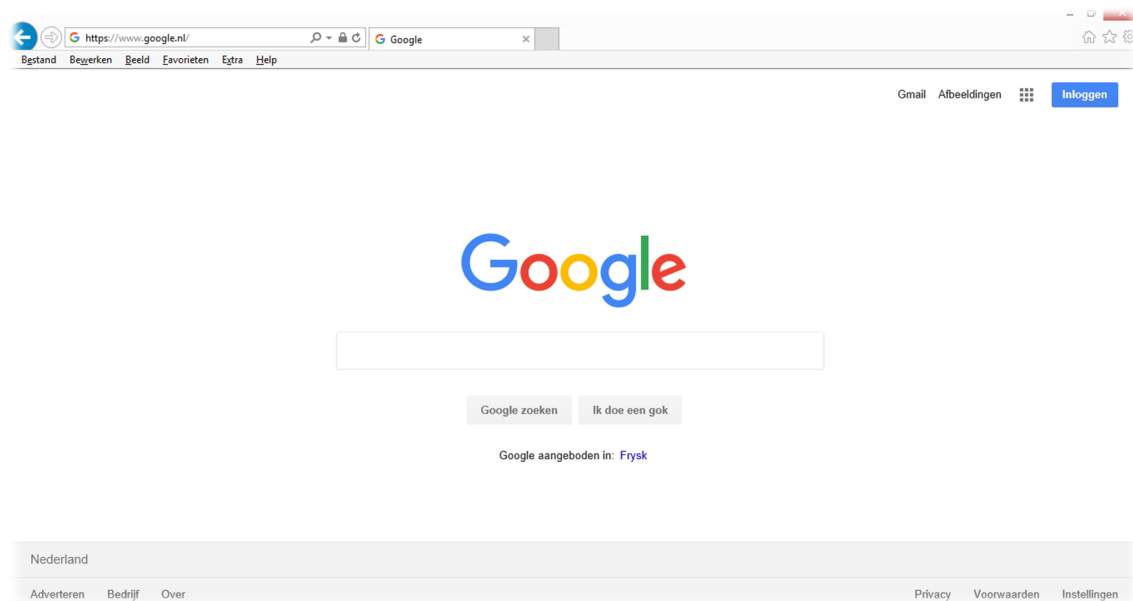 https://www.google.nl/ Google
Bestand Bewerken Beeld Favorieten Extra Help
Gmail Afbeeldingen Inloggen
Google
Google zoeken Ik doe een gok
Google aangeboden in: Frysk
Nederland
Adverteren Bedrijf Over Privacy Voorwaarden Instellingen